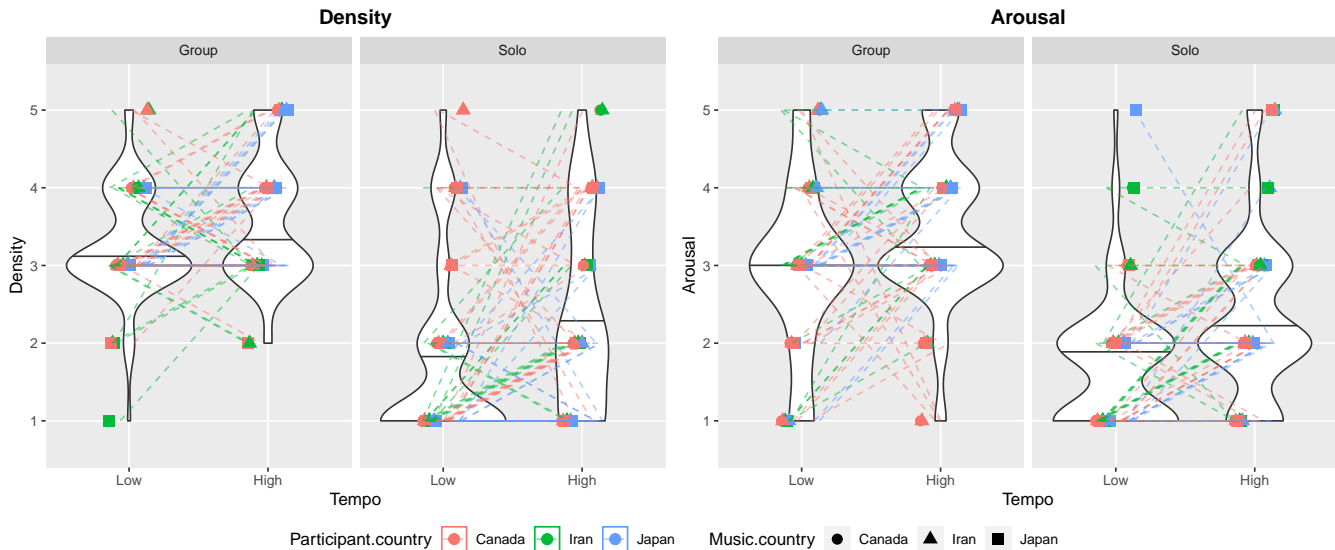 Density
Arousal
Group
Solo
Group
Solo
5
4
3
2
1
Density
5
4
3
2
1
Arousal
Low
High
Low
High
Low
High
Low
High
Tempo
Tempo
Participant.country Canada Iran Japan Music.country Canada Iran Japan